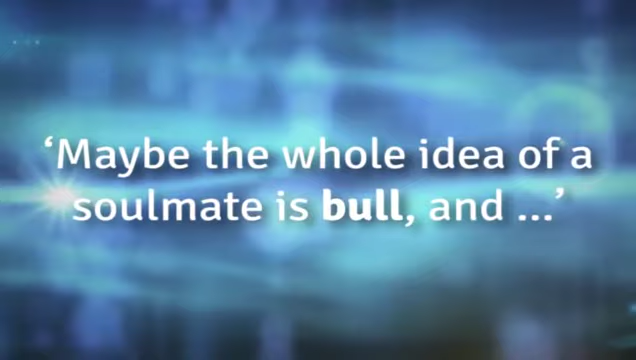 ‘Maybe the whole idea of a
soulmate is bull, and ...’